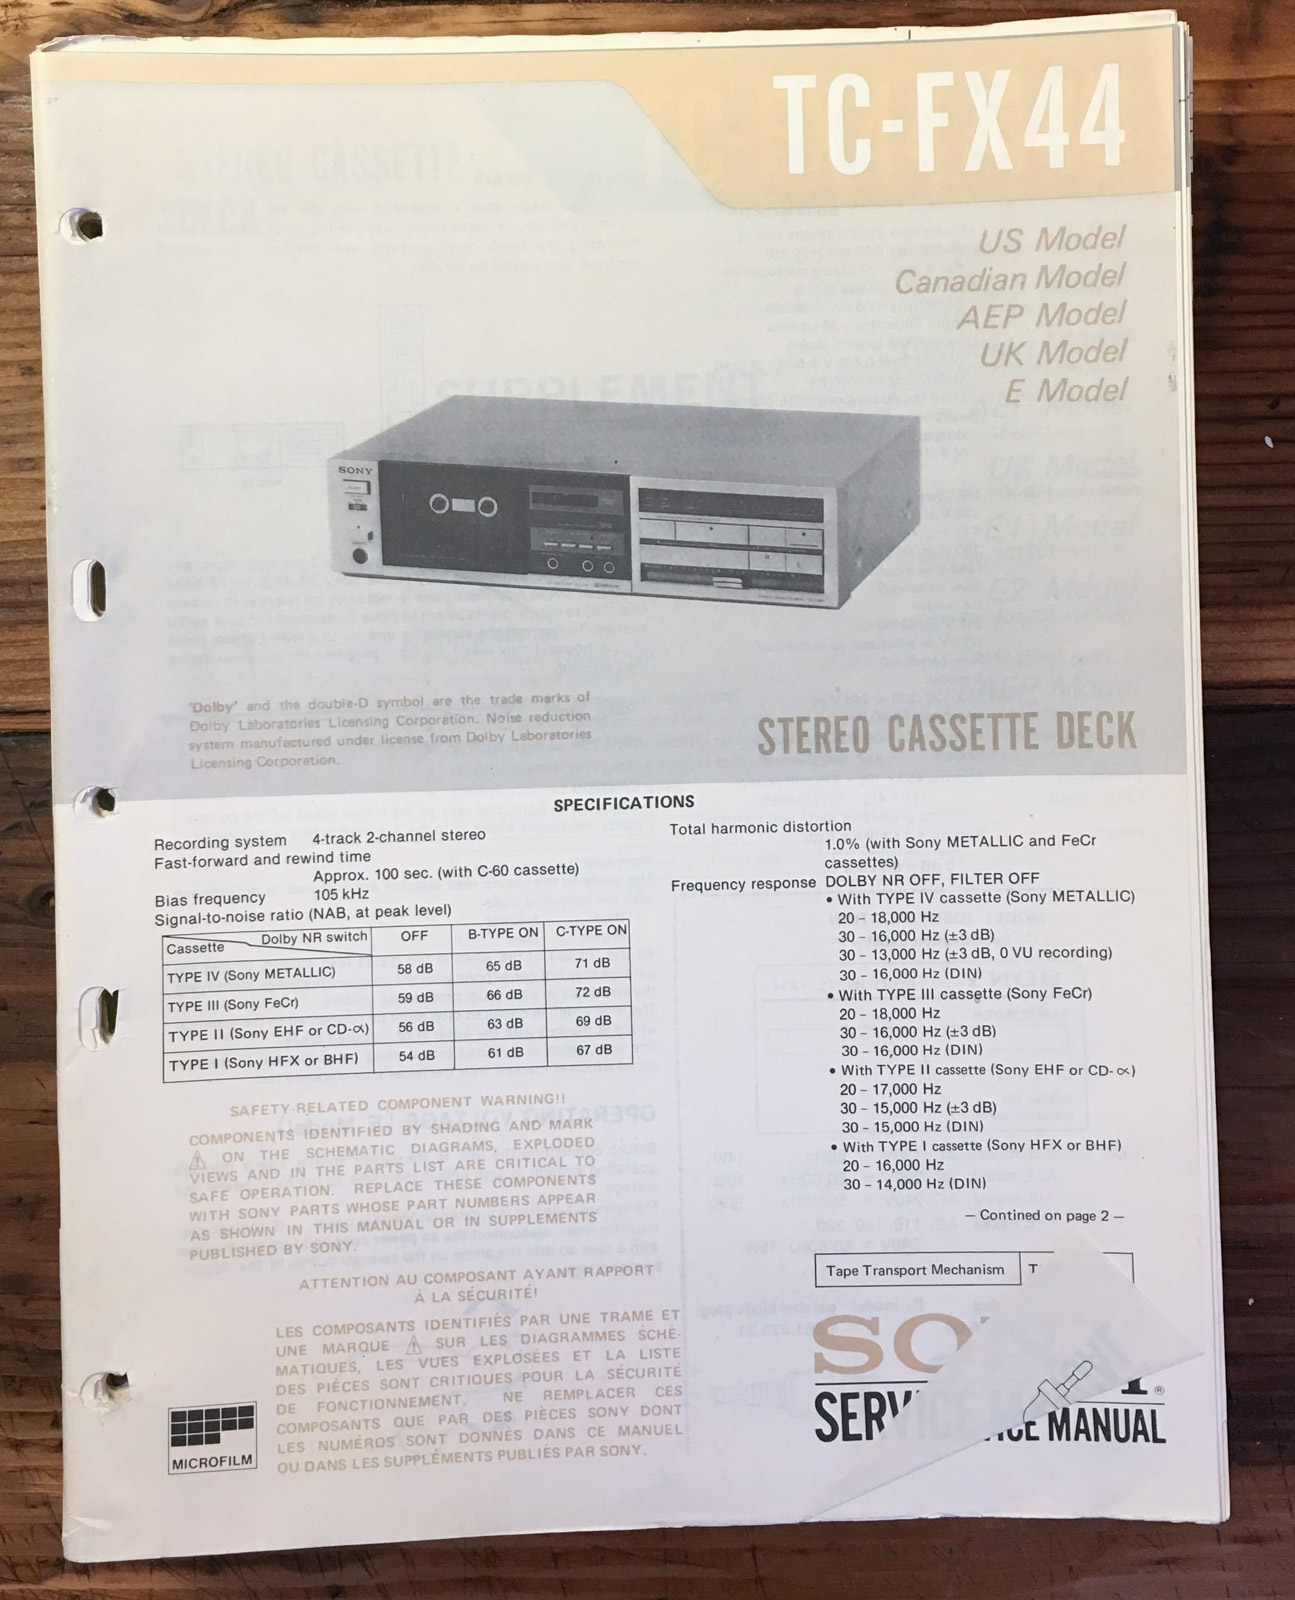 TC-FX44
US Model
Canadian Model
AEP Model
UK Model
E Model
SUPPLEMENT
SONY
"Dolby" and the double-D symbol are the trade marks of
Dolby Laboratories Licensing Corporation. Noise reduction
system manufactured under license from Dolby Laboratories
Licensing Corporation.
STEREO CASSETTE DECK
SPECIFICATIONS
Recording system 4-track 2-channel stereo
Fast-forward and rewind time
Approx. 100 sec. (with C-60 cassette)
Bias frequency 105 kHz
Signal-to-noise ratio (NAB, at peak level)
Cassette Dolby NR switch OFF B-TYPE ON C-TYPE ON
TYPE IV (Sony METALLIC) 58 dB 65 dB 71 dB
TYPE III (Sony FeCr) 59 dB 66 dB 72 dB
TYPE II (Sony EHF or CD-α) 56 dB 63 dB 69 dB
TYPE I (Sony HFX or BHF) 54 dB 61 dB 67 dB
SAFETY-RELATED COMPONENT WARNING!!
COMPONENTS IDENTIFIED BY SHADING AND MARK
⚠ ON THE SCHEMATIC DIAGRAMS, EXPLODED
VIEWS AND IN THE PARTS LIST ARE CRITICAL TO
SAFE OPERATION. REPLACE THESE COMPONENTS
WITH SONY PARTS WHOSE PART NUMBERS APPEAR
AS SHOWN IN THIS MANUAL OR IN SUPPLEMENTS
PUBLISHED BY SONY.
ATTENTION AU COMPOSANT AYANT RAPPORT
À LA SÉCURITÉ!
LES COMPOSANTS IDENTIFIÉS PAR UNE TRAME ET
UNE MARQUE ⚠ SUR LES DIAGRAMMES SCHÉ-
MATIQUES, LES VUES EXPLOSÉES ET LA LISTE
DES PIÈCES SONT CRITIQUES POUR LA SÉCURITÉ
DE FONCTIONNEMENT. NE REMPLACER CES
COMPOSANTS QUE PAR DES PIÈCES SONY DONT
LES NUMÉROS SONT DONNÉS DANS CE MANUEL
OU DANS LES SUPPLÉMENTS PUBLIÉS PAR SONY.
MICROFILM
Total harmonic distortion
1.0% (with Sony METALLIC and FeCr
cassettes)
Frequency response DOLBY NR OFF, FILTER OFF
• With TYPE IV cassette (Sony METALLIC)
20 – 18,000 Hz
30 – 16,000 Hz (±3 dB)
30 – 13,000 Hz (±3 dB, 0 VU recording)
30 – 16,000 Hz (DIN)
• With TYPE III cassette (Sony FeCr)
20 – 18,000 Hz
30 – 16,000 Hz (±3 dB)
30 – 16,000 Hz (DIN)
• With TYPE II cassette (Sony EHF or CD-α)
20 – 17,000 Hz
30 – 15,000 Hz (±3 dB)
30 – 15,000 Hz (DIN)
• With TYPE I cassette (Sony HFX or BHF)
20 – 16,000 Hz
30 – 14,000 Hz (DIN)
– Contined on page 2 –
Tape Transport Mechanism T
SO
SERVICE MANUAL